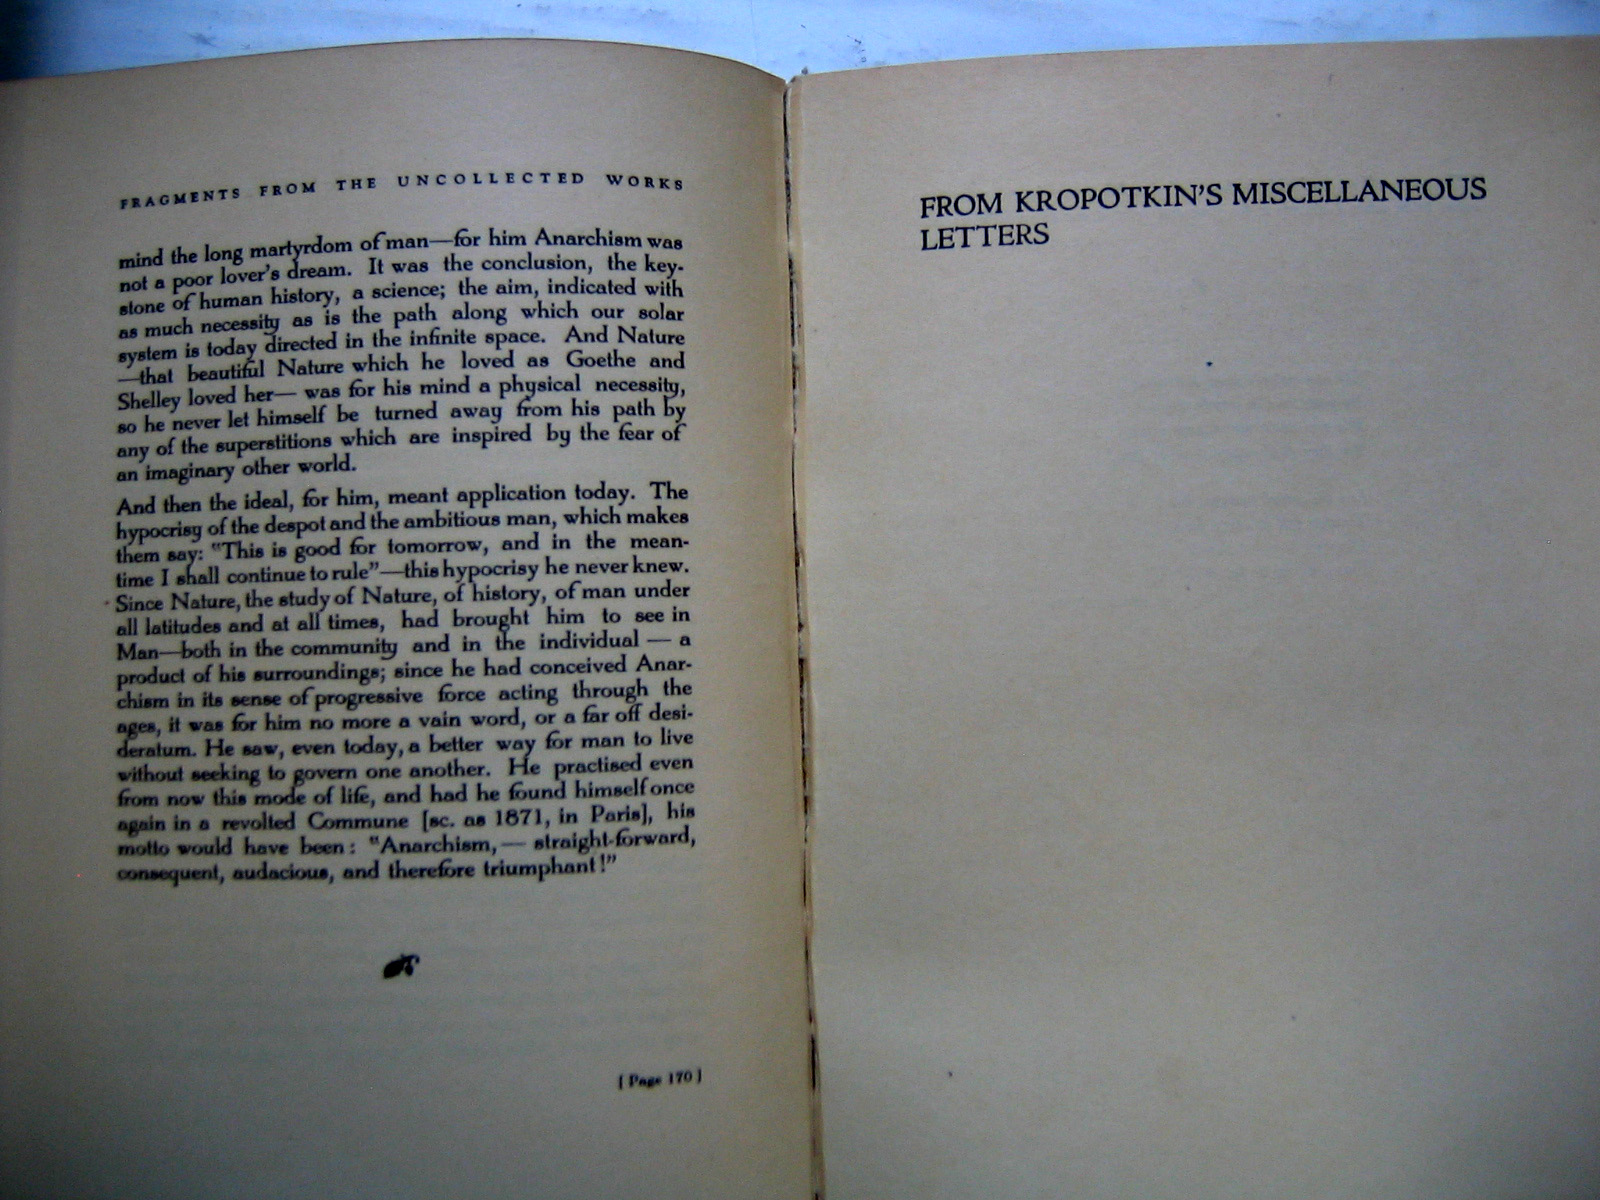 FRAGMENTS FROM THE UNCOLLECTED WORKS
mind the long martyrdom of man—for him Anarchism was
not a poor lover's dream. It was the conclusion, the key-
stone of human history, a science; the aim, indicated with
as much necessity as is the path along which our solar
system is today directed in the infinite space. And Nature
—that beautiful Nature which he loved as Goethe and
Shelley loved her— was for his mind a physical necessity,
so he never let himself be turned away from his path by
any of the superstitions which are inspired by the fear of
an imaginary other world.
And then the ideal, for him, meant application today. The
hypocrisy of the despot and the ambitious man, which makes
them say: "This is good for tomorrow, and in the mean-
time I shall continue to rule"—this hypocrisy he never knew.
Since Nature, the study of Nature, of history, of man under
all latitudes and at all times, had brought him to see in
Man—both in the community and in the individual — a
product of his surroundings; since he had conceived Anar-
chism in its sense of progressive force acting through the
ages, it was for him no more a vain word, or a far off desi-
deratum. He saw, even today, a better way for man to live
without seeking to govern one another. He practised even
from now this mode of life, and had he found himself once
again in a revolted Commune [sc. as 1871, in Paris], his
motto would have been: "Anarchism,— straight-forward,
consequent, audacious, and therefore triumphant!"
[ Page 170 ]
FROM KROPOTKIN'S MISCELLANEOUS
LETTERS